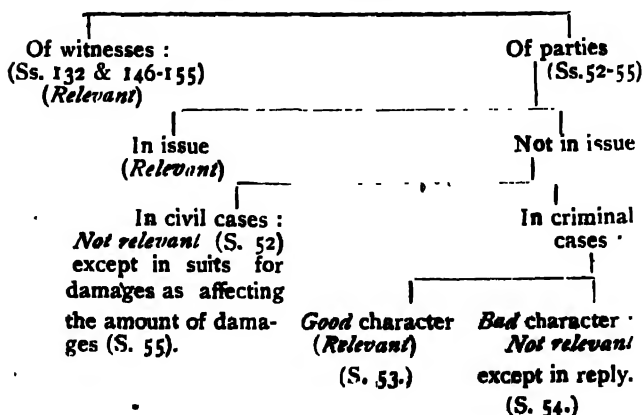 Of witnesses :
(Ss. 132 & 146-155)
(Relevant)
Of parties
(Ss.52-55)
In issue
(Relevant)
Not in issue
In civil cases :
Not relevant (S. 52)
except in suits for
damages as affecting
the amount of dama-
ges (S. 55).
In criminal
cases
Good character
(Relevant)
(S. 53.)
Bad character
Not relevant
except in reply.
(S. 54.)